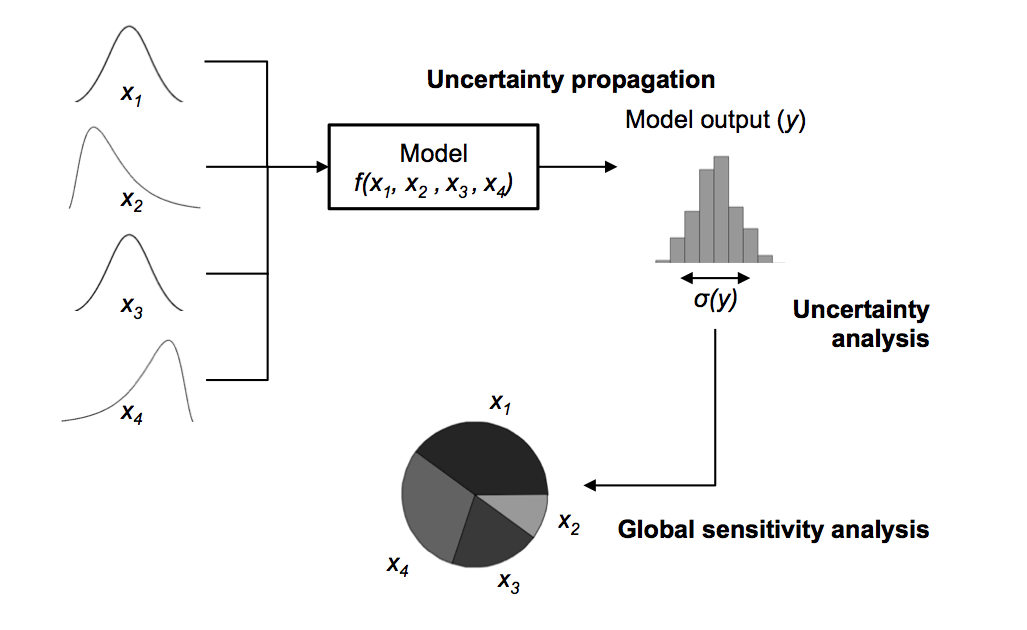 x1
Uncertainty propagation
Model output (y)
Model
f(x1, x2 , x3 , x4)
x2
x3
σ(y)
Uncertainty
analysis
x4
x1
x2
Global sensitivity analysis
x4
x3